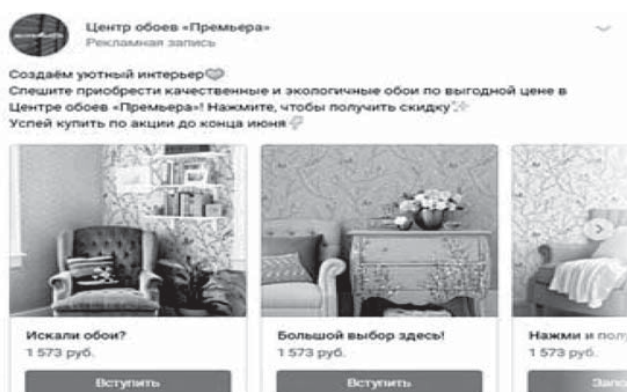 Центр обоев «Премьера»
Рекламная запись
Создаём уютный интерьер
Спешите приобрести качественные и экологичные обои по выгодной цене в
Центре обоев «Премьера»! Нажмите, чтобы получить скидку
Успей купить по акции до конца июня
Искали обои?
1 573 руб.
Вступить
Большой выбор здесь!
1 573 руб.
Вступить
Нажми и пол
1 573 руб.
Запо